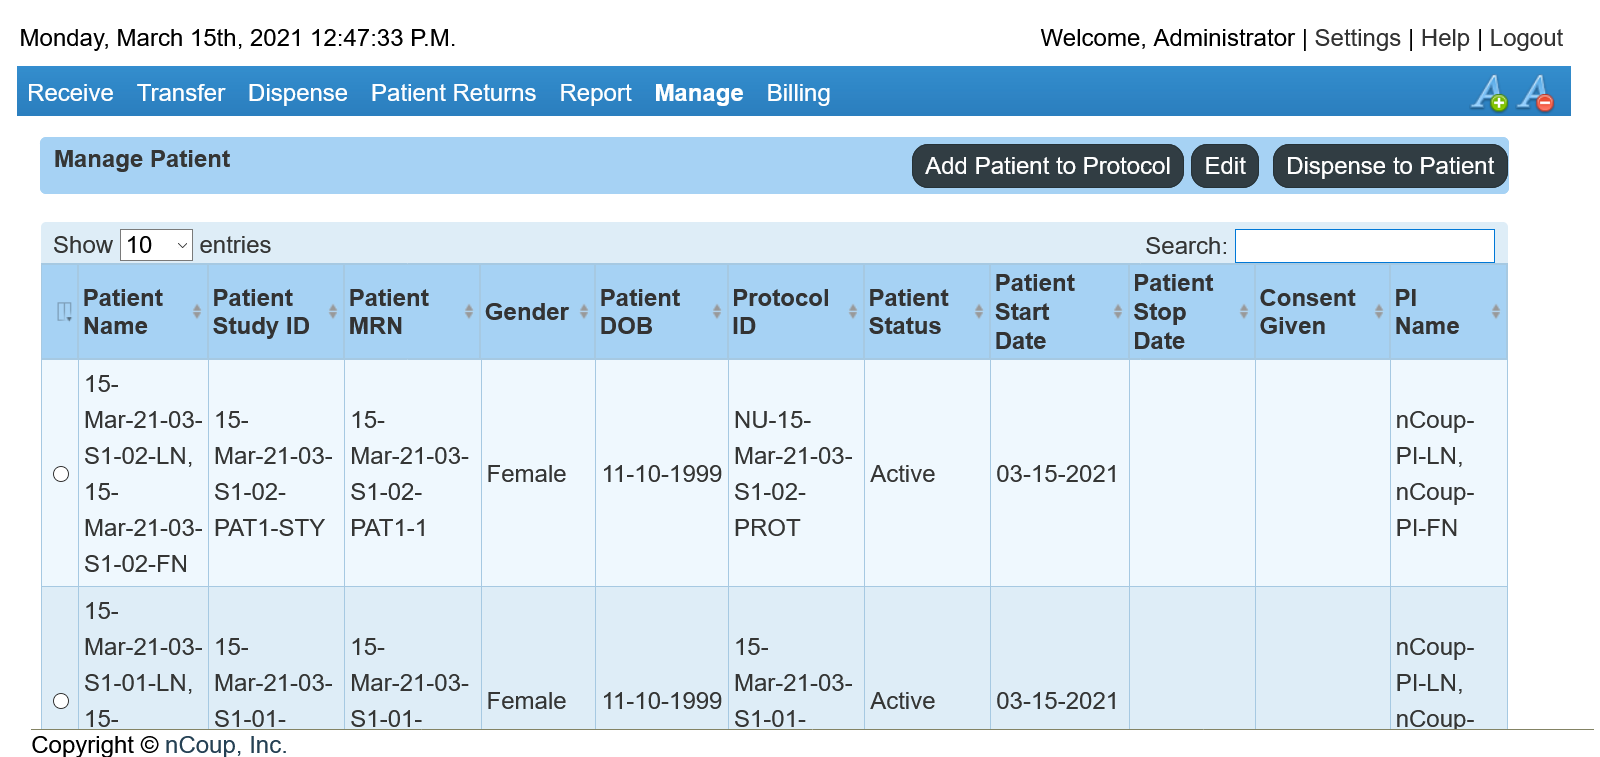 Monday, March 15th, 2021 12:47:33 P.M.
Welcome, Administrator | Settings | Help | Logout
Receive Transfer Dispense Patient Returns Report Manage Billing
Manage Patient
Add Patient to Protocol
Edit
Dispense to Patient
Show 10 entries
Search:
Patient
Name
Patient
Study ID
Patient
MRN
Gender
Patient
DOB
Protocol
ID
Patient
Status
Patient
Start
Date
Patient
Stop
Date
Consent
Given
PI
Name
15-
Mar-21-03-
S1-02-LN,
15-
Mar-21-03-
S1-02-FN
15-
Mar-21-03-
S1-02-
PAT1-STY
15-
Mar-21-03-
S1-02-
PAT1-1
Female
11-10-1999
NU-15-
Mar-21-03-
S1-02-
PROT
Active
03-15-2021
nCoup-
PI-LN,
nCoup-
PI-FN
15-
Mar-21-03-
S1-01-LN,
15-
15-
Mar-21-03-
S1-01-
15-
Mar-21-03-
S1-01-
Female
11-10-1999
15-
Mar-21-03-
S1-01-
Active
03-15-2021
nCoup-
PI-LN,
nCoup-
Copyright © nCoup, Inc.